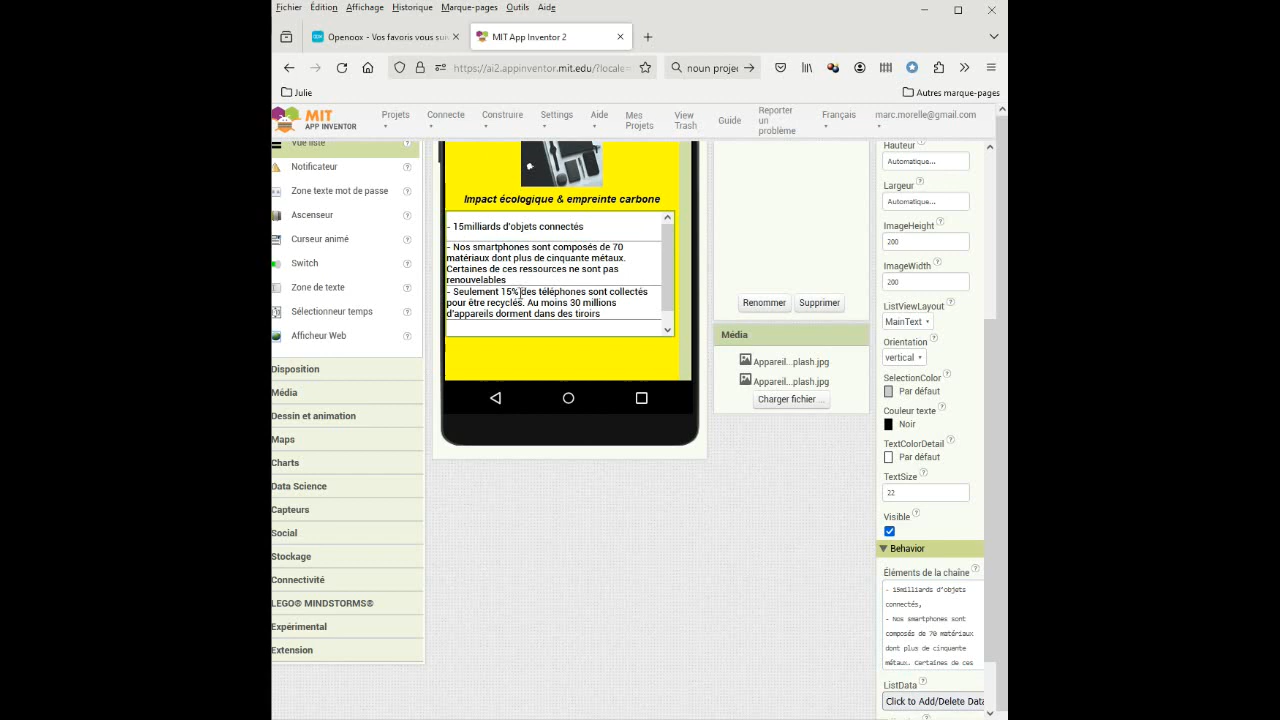 Fichier Édition Affichage Historique Marque-pages Outils Aide
Openoox - Vos favoris vous sui
MIT App Inventor 2
https://ai2.appinventor.mit.edu/?locale=
noun proje
Julie
Autres marque-pages
MIT
APP INVENTOR
Projets
Connecte
Construire
Settings
Aide
Mes Projets
View Trash
Guide
Reporter un problème
Français
marc.morelle@gmail.com
Vue liste
Notificateur
Zone texte mot de passe
Ascenseur
Curseur animé
Switch
Zone de texte
Sélectionneur temps
Afficheur Web
Disposition
Média
Dessin et animation
Maps
Charts
Data Science
Capteurs
Social
Stockage
Connectivité
LEGO® MINDSTORMS®
Expérimental
Extension
Impact écologique & empreinte carbone
- 15milliards d'objets connectés
- Nos smartphones sont composés de 70
matériaux dont plus de cinquante métaux.
Certaines de ces ressources ne sont pas
renouvelables
- Seulement 15% des téléphones sont collectés
pour être recyclés. Au moins 30 millions
d'appareils dorment dans des tiroirs
Renommer
Supprimer
Média
Appareil...plash.jpg
Appareil...plash.jpg
Charger fichier ...
Hauteur
Automatique...
Largeur
Automatique...
ImageHeight
200
ImageWidth
200
ListViewLayout
MainText
Orientation
vertical
SelectionColor
Par défaut
Couleur texte
Noir
TextColorDetail
Par défaut
TextSize
22
Visible
Behavior
Éléments de la chaîne
- 15milliards d'objets
connectés,
- Nos smartphones sont
composés de 70 matériaux
dont plus de cinquante
métaux. Certaines de ces
ListData
Click to Add/Delete Data